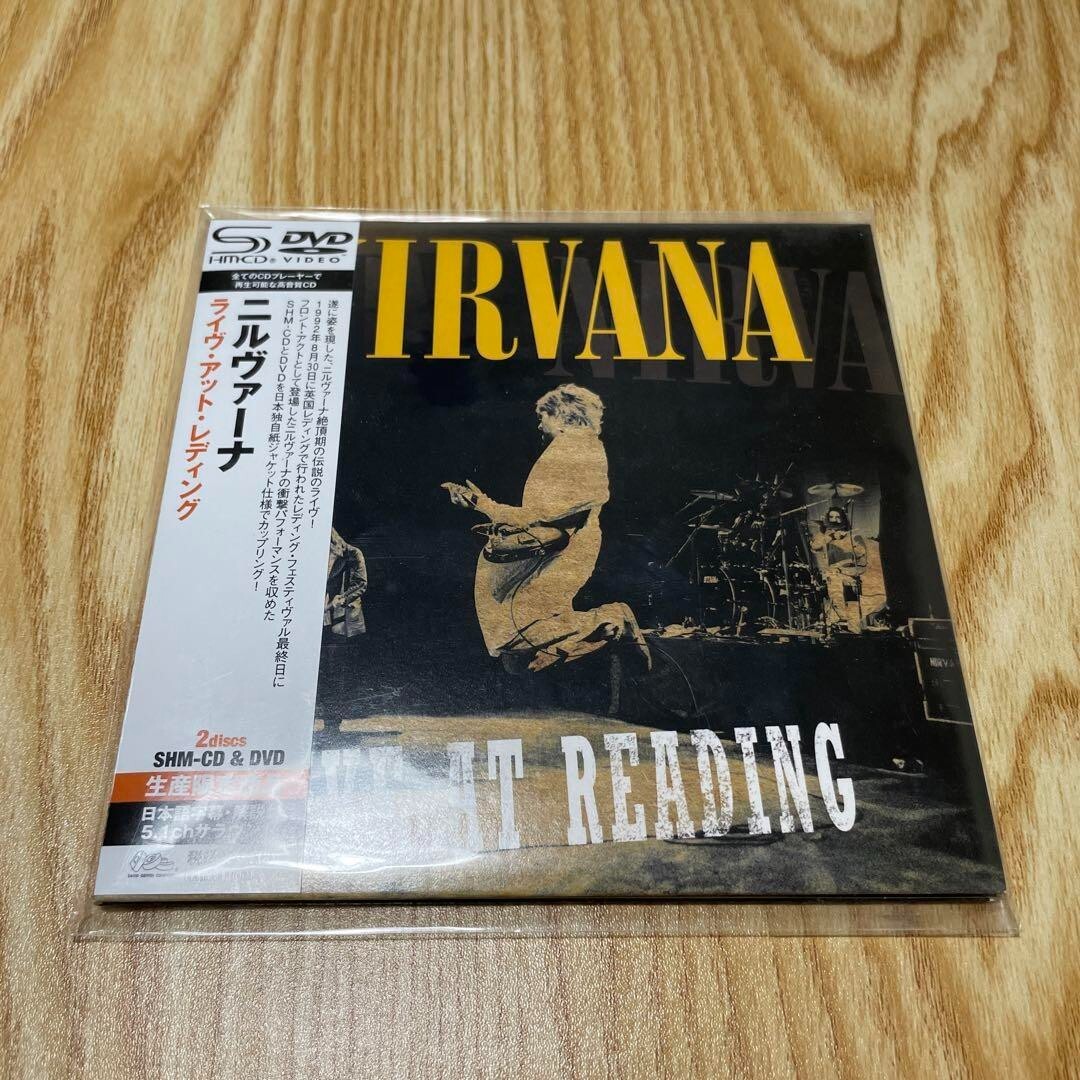 SHM-CD®
DVD
VIDEO™
全てのCDプレーヤーで
再生可能な高音質CD
ニルヴァーナ
ライヴ・アット・レディング
遂に姿を現した、ニルヴァーナ絶頂期の伝説のライヴ！
1992年8月30日に英国レディングで行われたレディング・フェスティヴァル最終日に
フロント・アクトとして登場したニルヴァーナの衝撃パフォーマンスを収めた
SHM-CDとDVDを日本独自紙ジャケット仕様でカップリング！
2discs
SHM-CD & DVD
生産限
日本語字幕・
5.1chサラウ
NIRVANA
NIRVA
NIRVA
AT READING